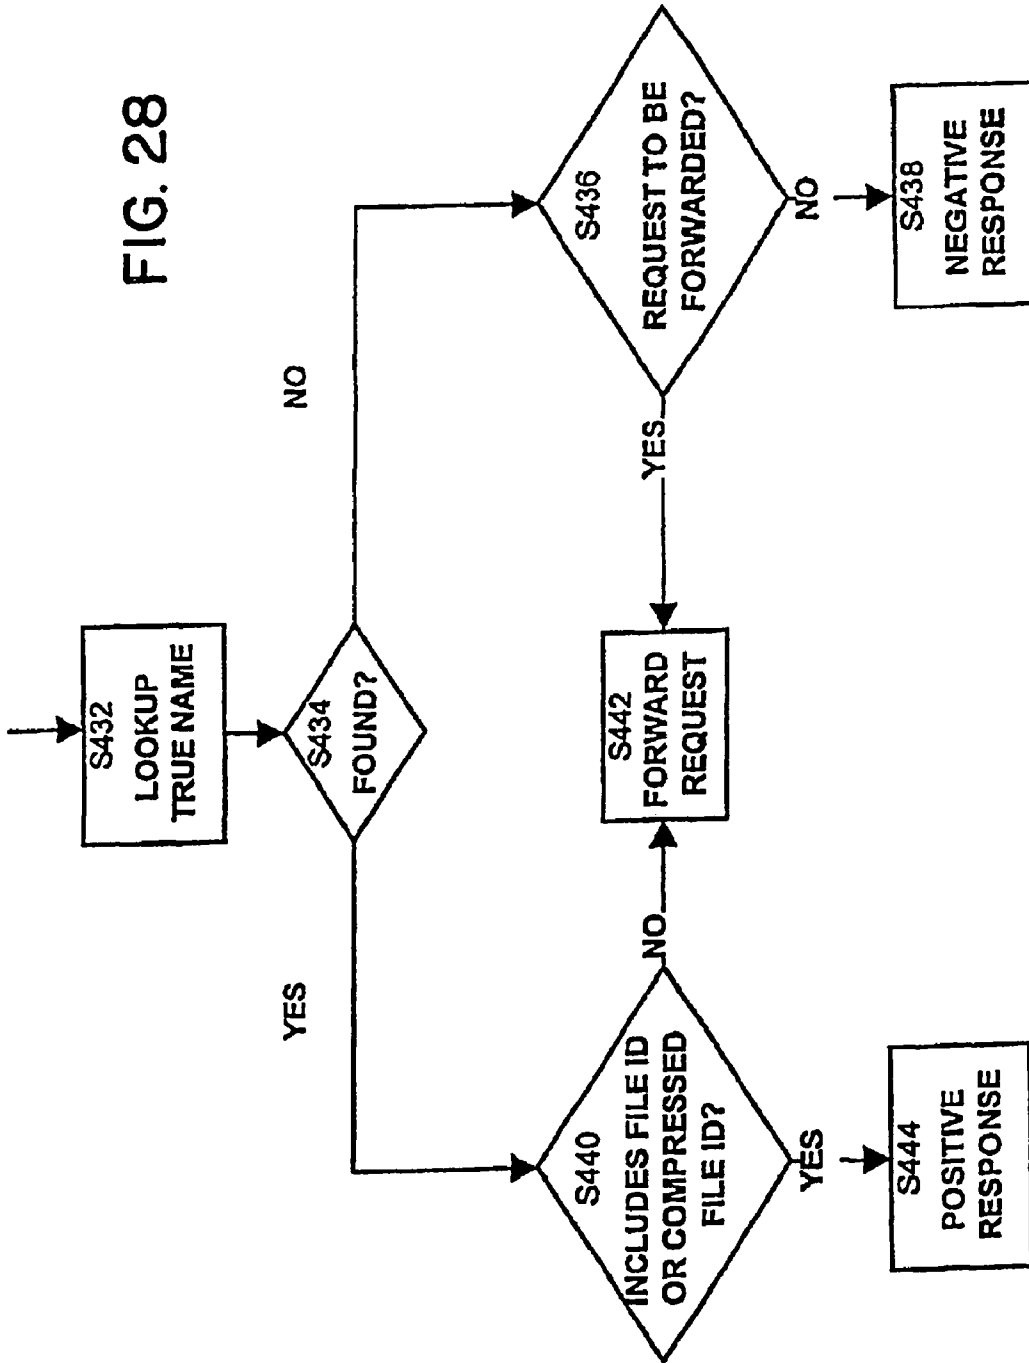 FIG. 28
S432
LOOKUP
TRUE NAME
S434
FOUND?
YES
NO
S440
INCLUDES FILE ID
OR COMPRESSED
FILE ID?
NO
YES
S442
FORWARD
REQUEST
YES
S436
REQUEST TO BE
FORWARDED?
NO
S444
POSITIVE
RESPONSE
S438
NEGATIVE
RESPONSE